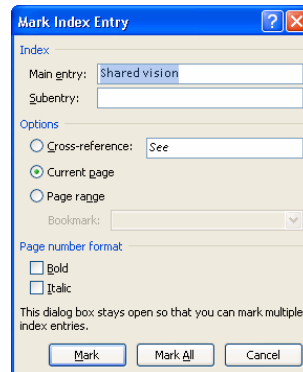 Mark Index Entry
Index
Main entry: Shared vision
Subentry:
Options
Cross-reference: See
Current page
Page range
Bookmark:
Page number format
Bold
Italic
This dialog box stays open so that you can mark multiple
index entries.
Mark Mark All Cancel